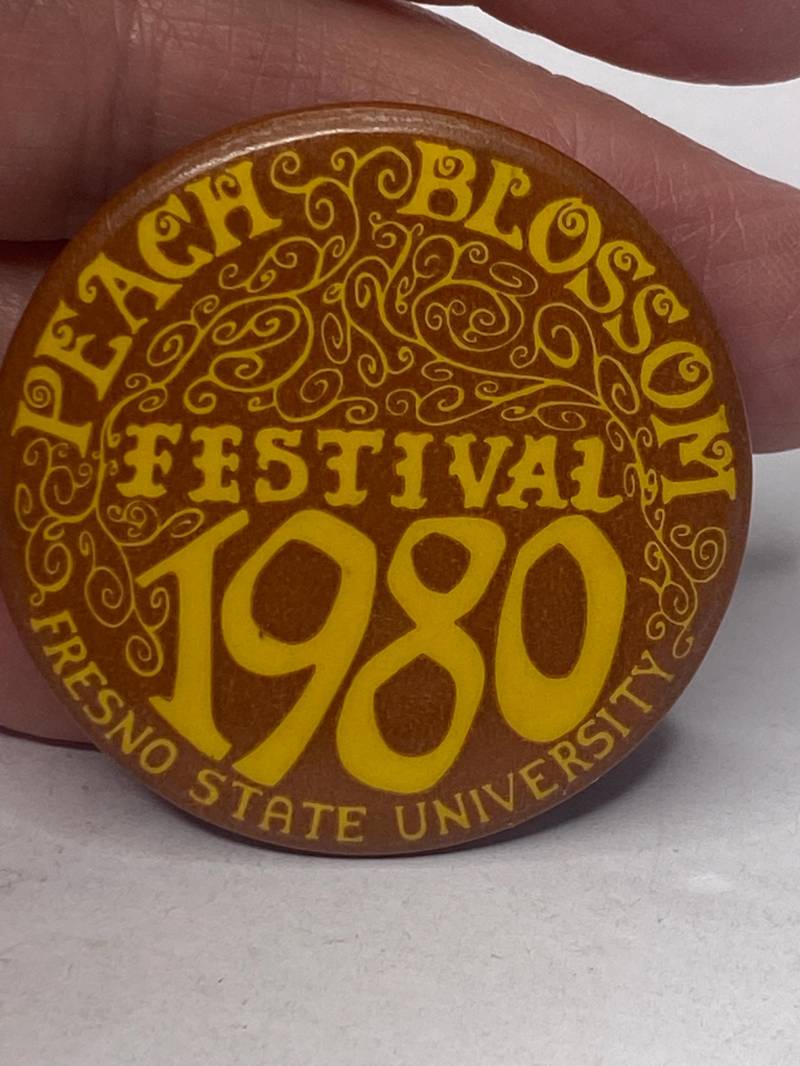 PEACH BLOSSOM
FESTIVAL
1980
FRESNO STATE UNIVERSITY